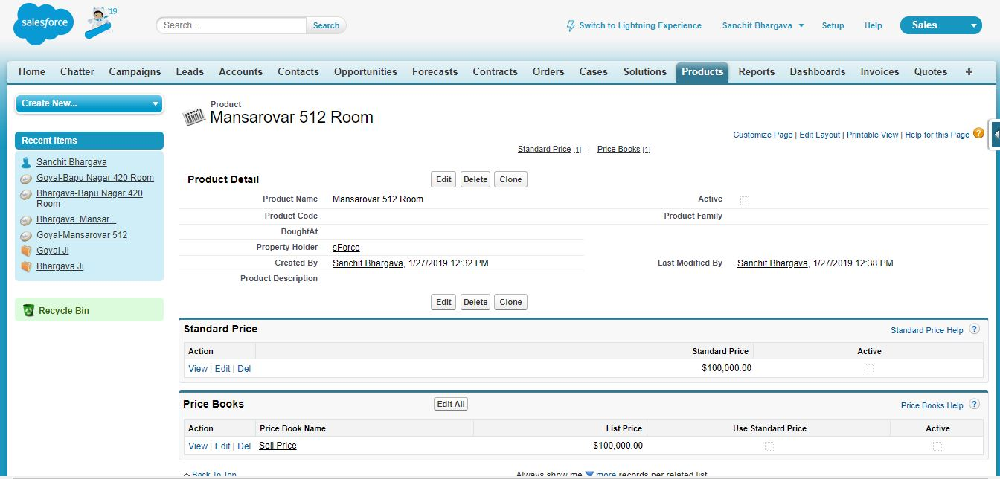 salesforce
'19
Search...
Search
Switch to Lightning Experience
Sanchit Bhargava
Setup
Help
Sales
Home Chatter Campaigns Leads Accounts Contacts Opportunities Forecasts Contracts Orders Cases Solutions Products Reports Dashboards Invoices Quotes +
Create New...
Recent Items
Sanchit Bhargava
Goyal-Bapu Nagar 420 Room
Bhargava-Bapu Nagar 420
Room
Bhargava_Mansar...
Goyal-Mansarovar 512
Goyal Ji
Bhargava Ji
Recycle Bin
Product
Mansarovar 512 Room
Customize Page | Edit Layout | Printable View | Help for this Page ?
Standard Price [1] | Price Books [1]
Product Detail Edit Delete Clone
Product Name Mansarovar 512 Room Active
Product Code Product Family
BoughtAt
Property Holder sForce
Created By Sanchit Bhargava, 1/27/2019 12:32 PM Last Modified By Sanchit Bhargava, 1/27/2019 12:38 PM
Product Description
Edit Delete Clone
Standard Price Standard Price Help ?
Action Standard Price Active
View | Edit | Del $100,000.00
Price Books Edit All Price Books Help ?
Action Price Book Name List Price Use Standard Price Active
View | Edit | Del Sell Price $100,000.00
Back To Top Always show me more records per related list